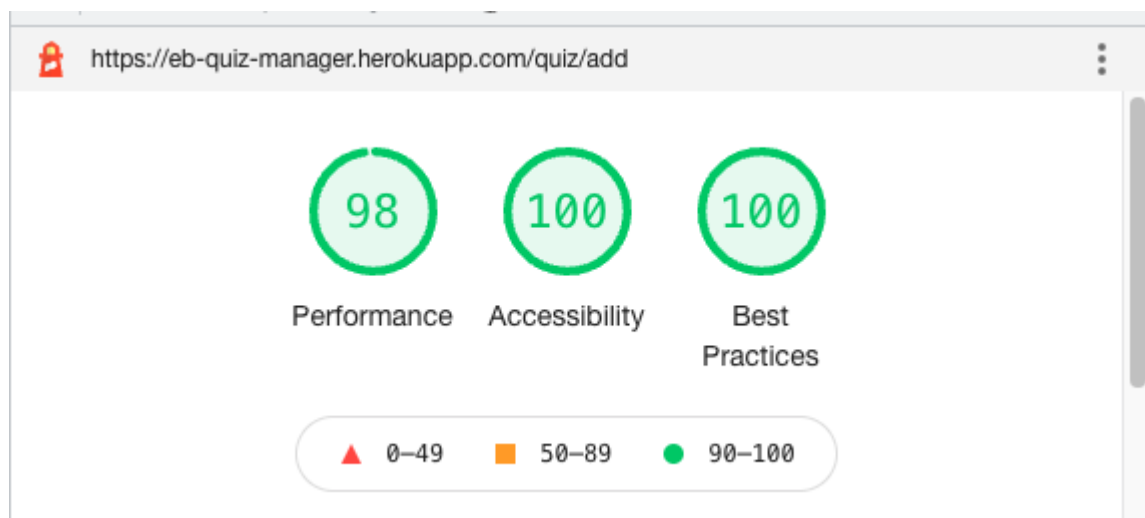 https://eb-quiz-manager.herokuapp.com/quiz/add
98 100 100
Performance Accessibility Best
Practices
0–49 50–89 90–100